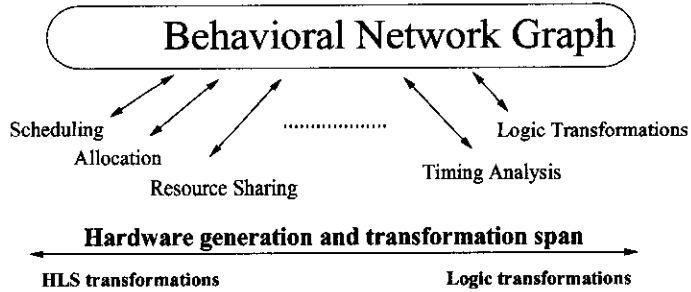 Behavioral Network Graph
Scheduling
Allocation
Resource Sharing
Logic Transformations
Timing Analysis
Hardware generation and transformation span
HLS transformations
Logic transformations